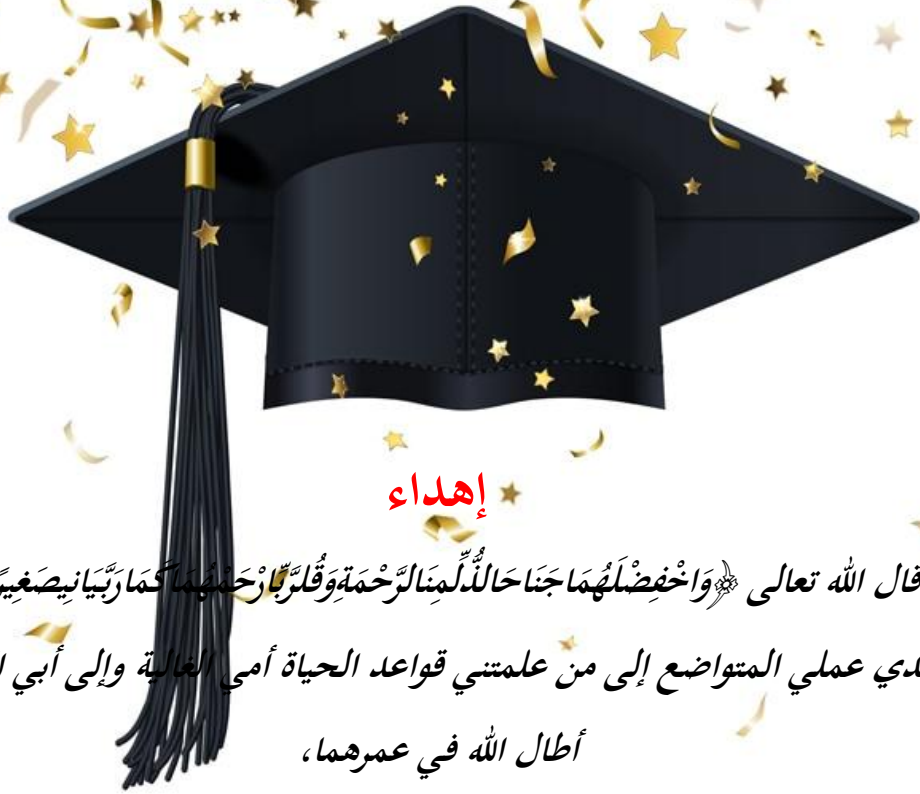 إهداء
قال الله تعالى ﴿وَاخْفِضْلَهُمَاجَنَاحَالذُّلِّمِنَالرَّحْمَةِوَقُلرَّبِّارْحَمْهُمَاكَمَارَبَّيَانِيصَغِيرً
دي عملي المتواضع إلى من علمتني قواعد الحياة أمي الغالية وإلى أبي ا
أطال الله في عمرهما،